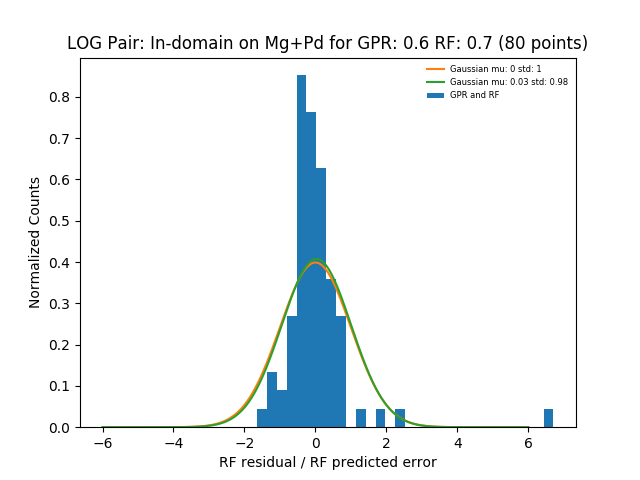 LOG Pair: In-domain on Mg+Pd for GPR: 0.6 RF: 0.7 (80 points)
Gaussian mu: 0 std: 1
Gaussian mu: 0.03 std: 0.98
GPR and RF
Normalized Counts
0.8
0.7
0.6
0.5
0.4
0.3
0.2
0.1
0.0
−6 −4 −2 0 2 4 6
RF residual / RF predicted error